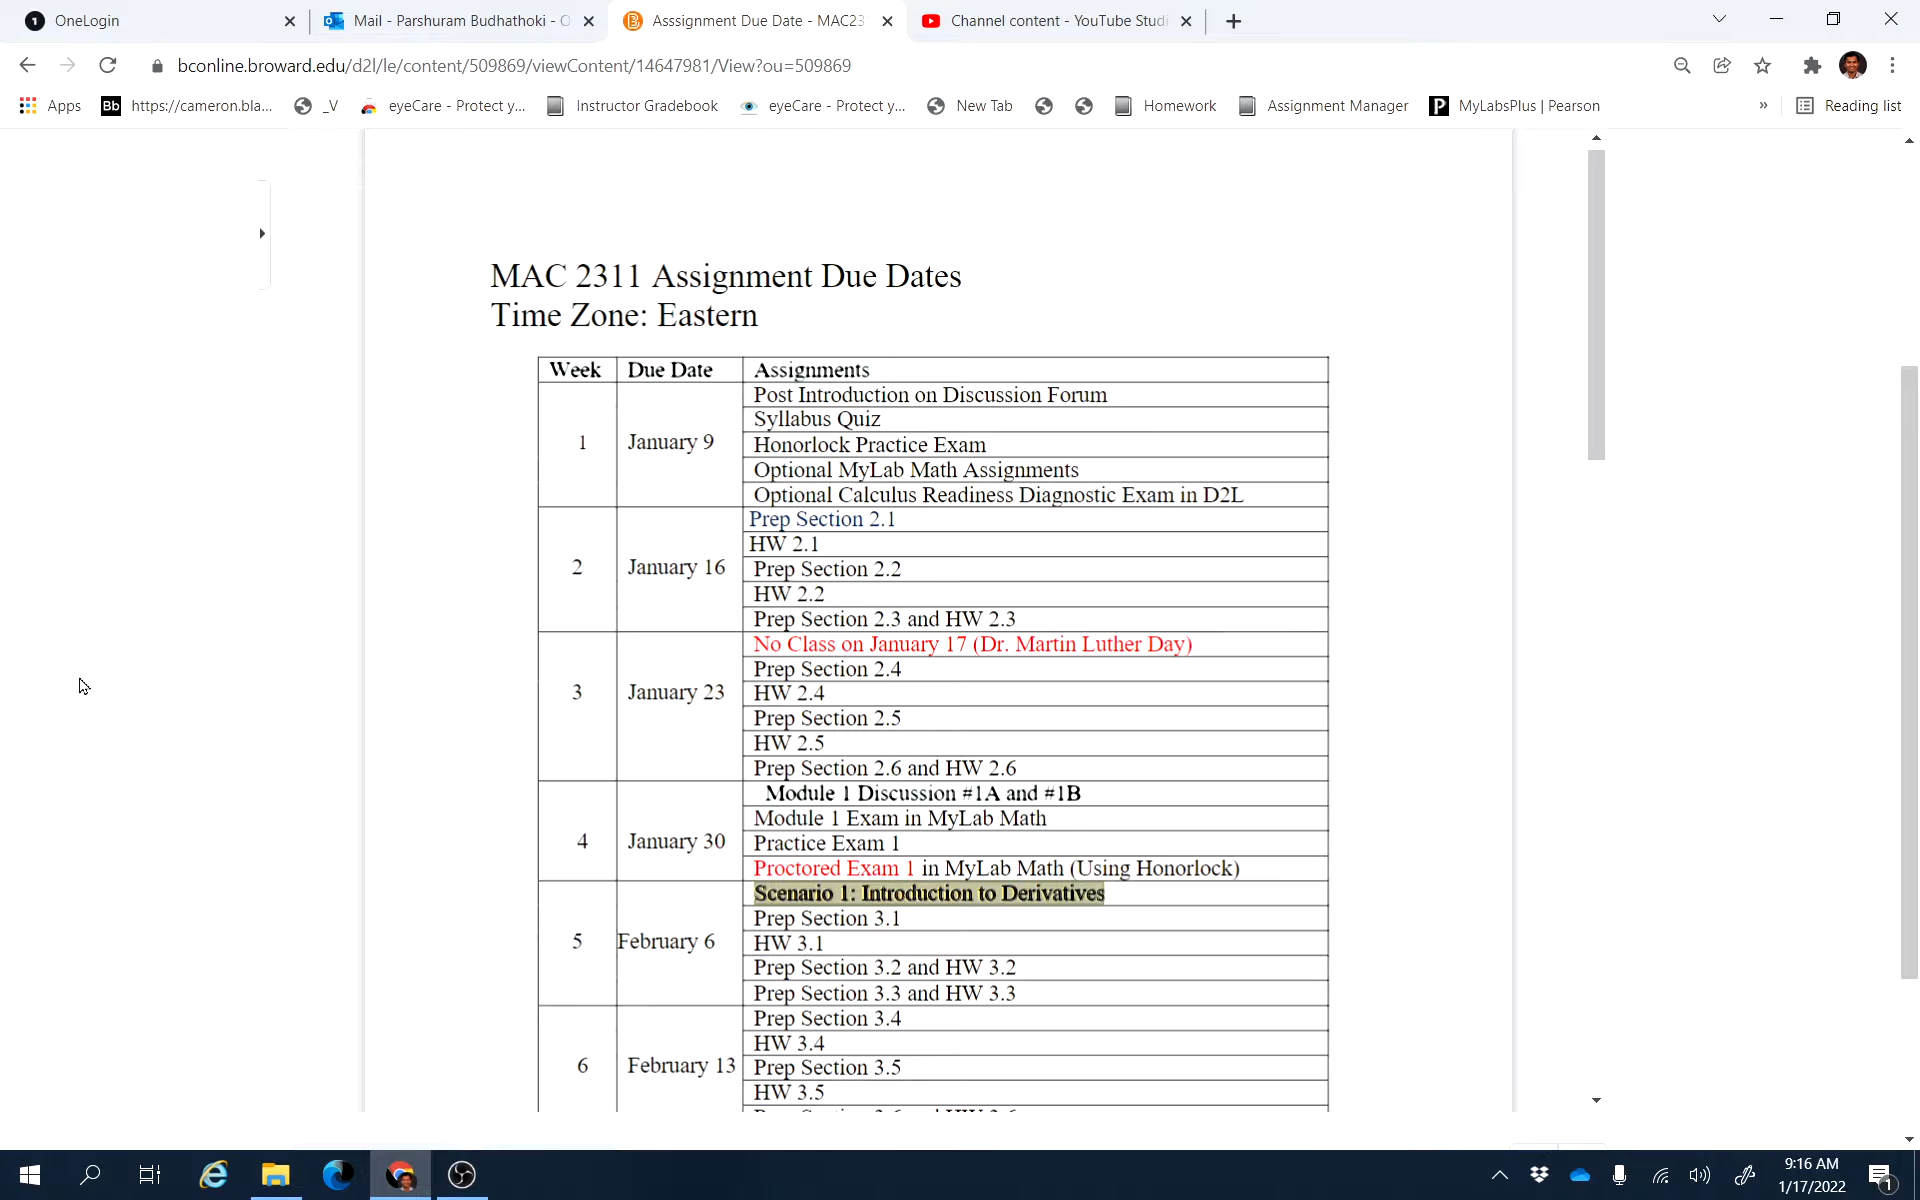 OneLogin
Mail - Parshuram Budhathoki - O
Asssignment Due Date - MAC23
Channel content - YouTube Studi
bconline.broward.edu/d2l/le/content/509869/viewContent/14647981/View?ou=509869
Apps
Bb https://cameron.bla...
_V
eyeCare - Protect y...
Instructor Gradebook
eyeCare - Protect y...
New Tab
Homework
Assignment Manager
P MyLabsPlus | Pearson
»
Reading list
MAC 2311 Assignment Due Dates
Time Zone: Eastern
Week Due Date Assignments
1 January 9
Post Introduction on Discussion Forum
Syllabus Quiz
Honorlock Practice Exam
Optional MyLab Math Assignments
Optional Calculus Readiness Diagnostic Exam in D2L
2 January 16
Prep Section 2.1
HW 2.1
Prep Section 2.2
HW 2.2
Prep Section 2.3 and HW 2.3
3 January 23
No Class on January 17 (Dr. Martin Luther Day)
Prep Section 2.4
HW 2.4
Prep Section 2.5
HW 2.5
Prep Section 2.6 and HW 2.6
4 January 30
Module 1 Discussion #1A and #1B
Module 1 Exam in MyLab Math
Practice Exam 1
Proctored Exam 1 in MyLab Math (Using Honorlock)
5 February 6
Scenario 1: Introduction to Derivatives
Prep Section 3.1
HW 3.1
Prep Section 3.2 and HW 3.2
Prep Section 3.3 and HW 3.3
6 February 13
Prep Section 3.4
HW 3.4
Prep Section 3.5
HW 3.5
9:16 AM
1/17/2022
1